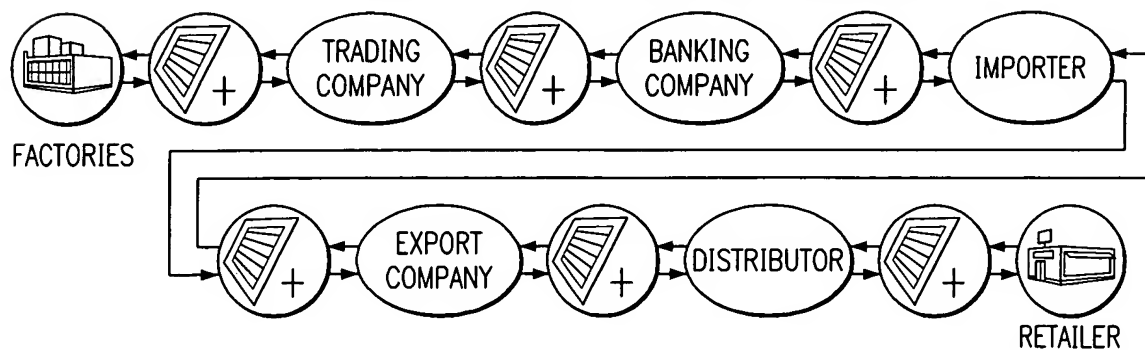 FACTORIES
+
TRADING
COMPANY
+
BANKING
COMPANY
+
IMPORTER
+
EXPORT
COMPANY
+
DISTRIBUTOR
+
RETAILER